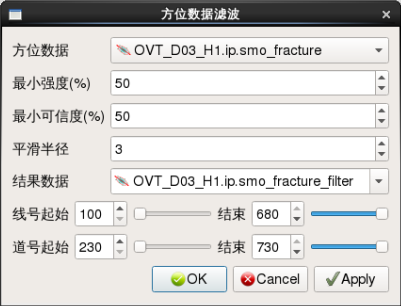 方位数据滤波
方位数据 OVT_D03_H1.ip.smo_fracture
最小强度(%) 50
最小可信度(%) 50
平滑半径 3
结果数据 OVT_D03_H1.ip.smo_fracture_filter
线号起始 100 结束 680
道号起始 230 结束 730
OK Cancel Apply